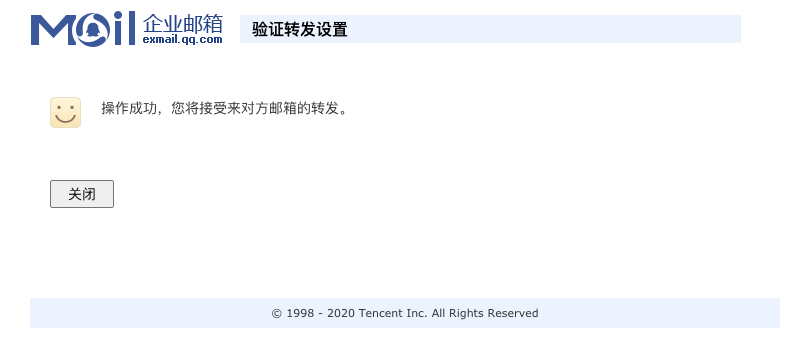 Mail 企业邮箱
exmail.qq.com
验证转发设置
操作成功，您将接受来对方邮箱的转发。
关闭
© 1998 - 2020 Tencent Inc. All Rights Reserved